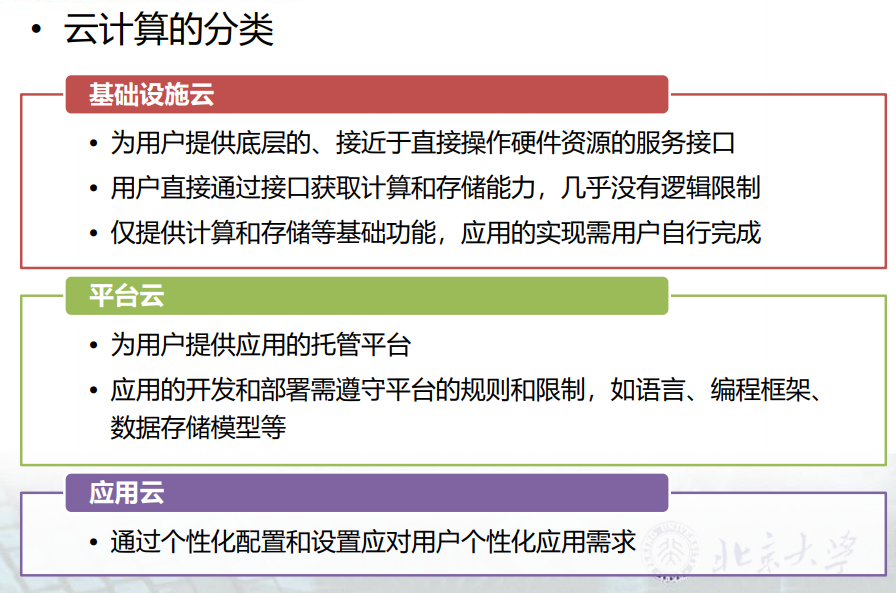 • 云计算的分类
基础设施云
• 为用户提供底层的、接近于直接操作硬件资源的服务接口
• 用户直接通过接口获取计算和存储能力，几乎没有逻辑限制
• 仅提供计算和存储等基础功能，应用的实现需用户自行完成
平台云
• 为用户提供应用的托管平台
• 应用的开发和部署需遵守平台的规则和限制，如语言、编程框架、
数据存储模型等
应用云
• 通过个性化配置和设置应对用户个性化应用需求
北京大学